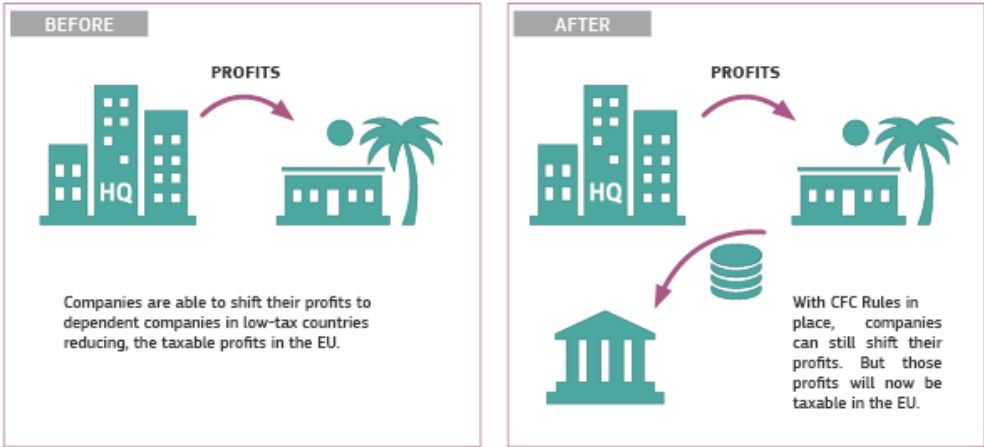 BEFORE
PROFITS
HQ
Companies are able to shift their profits to
dependent companies in low-tax countries
reducing, the taxable profits in the EU.
AFTER
PROFITS
HQ
With CFC Rules in
place, companies
can still shift their
profits. But those
profits will now be
taxable in the EU.